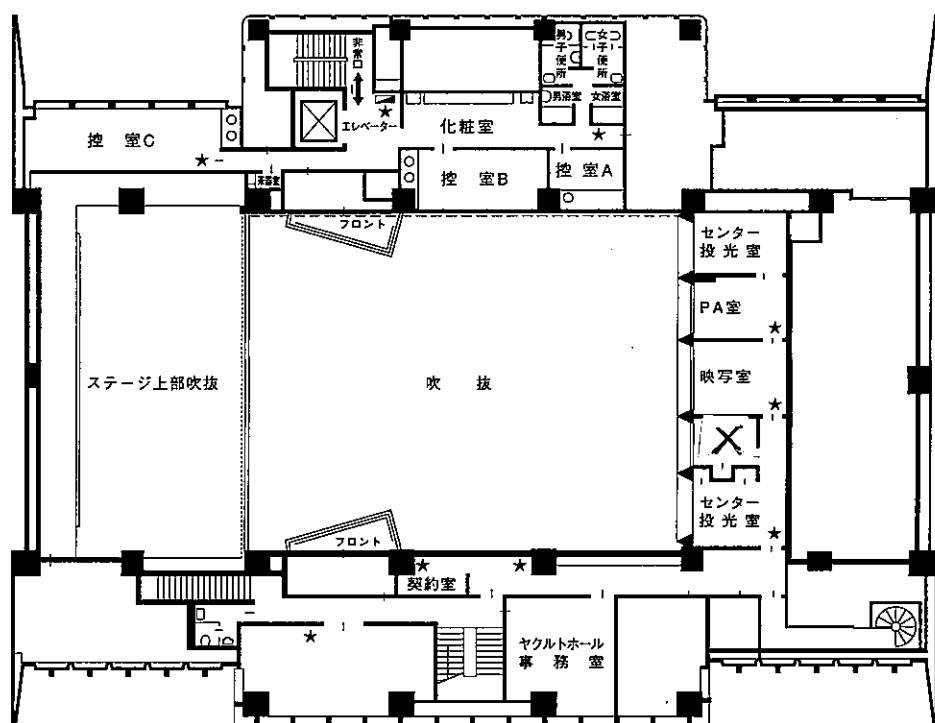 非常口
男子便所
女子便所
男浴室
女浴室
エレベーター
★
化粧室
★
控 室C
★
控 室B
控 室A
フロント
センター
投 光 室
PA室
★
ステージ上部吹抜
吹 抜
映写室
★
センター
投 光 室
★
フロント
★
★
契約室
★
ヤクルトホール
事 務 室